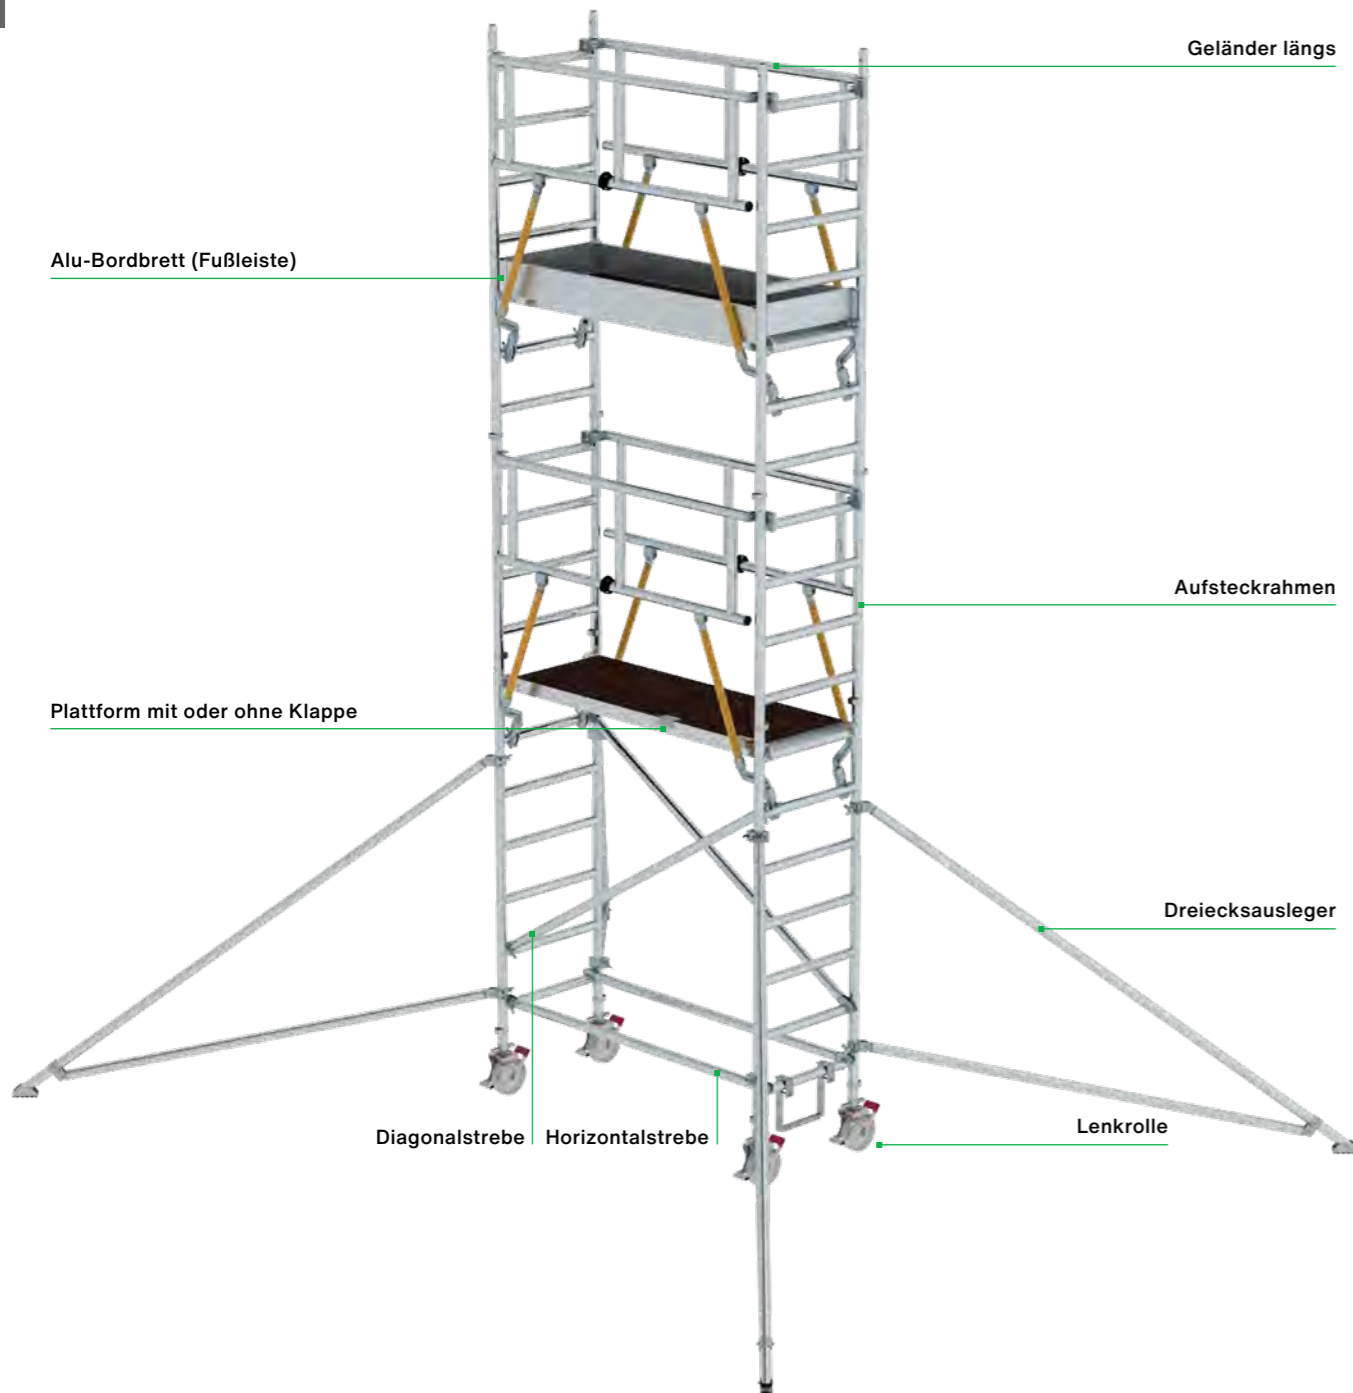 Geländer längs
Alu-Bordbrett (Fußleiste)
Aufsteckrahmen
Plattform mit oder ohne Klappe
Dreiecksausleger
Diagonalstrebe
Horizontalstrebe
Lenkrolle